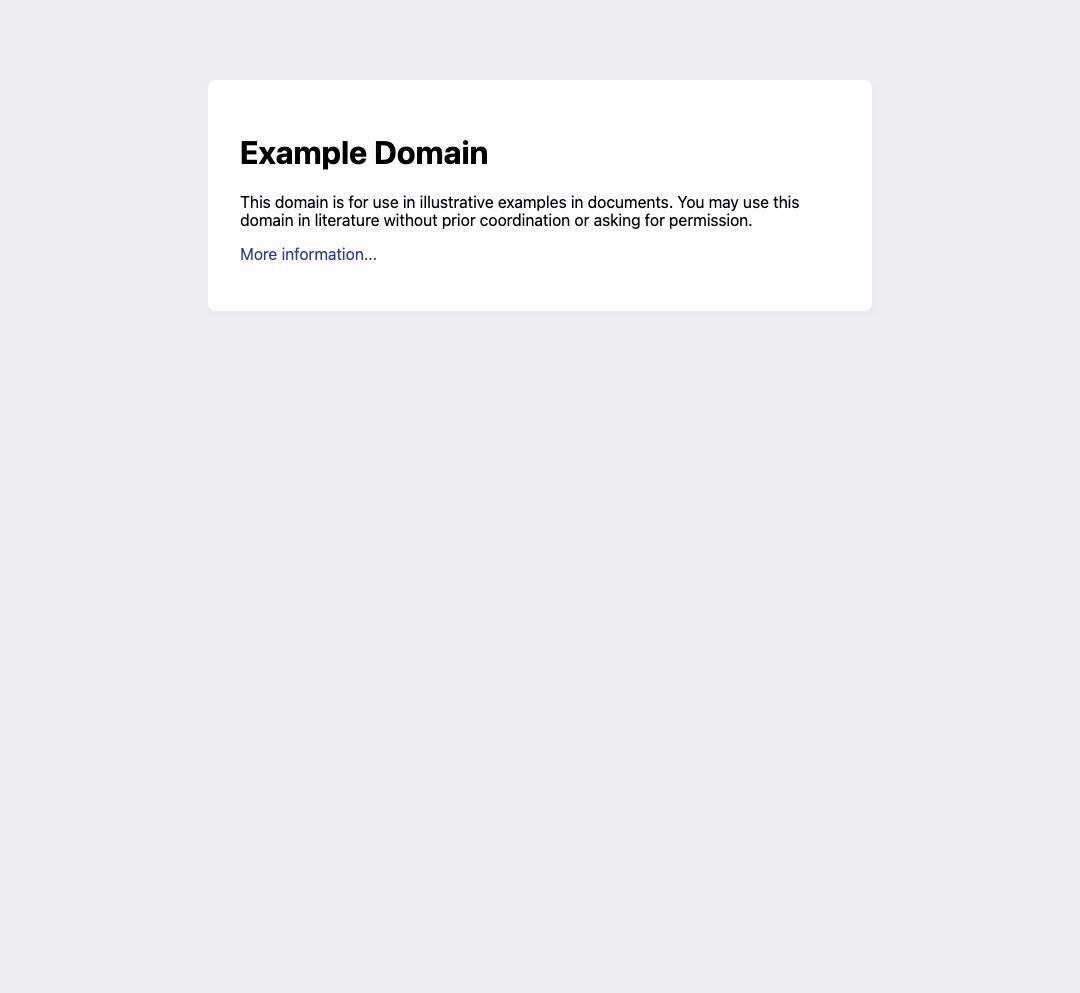 Example Domain
This domain is for use in illustrative examples in documents. You may use this
domain in literature without prior coordination or asking for permission.
More information...